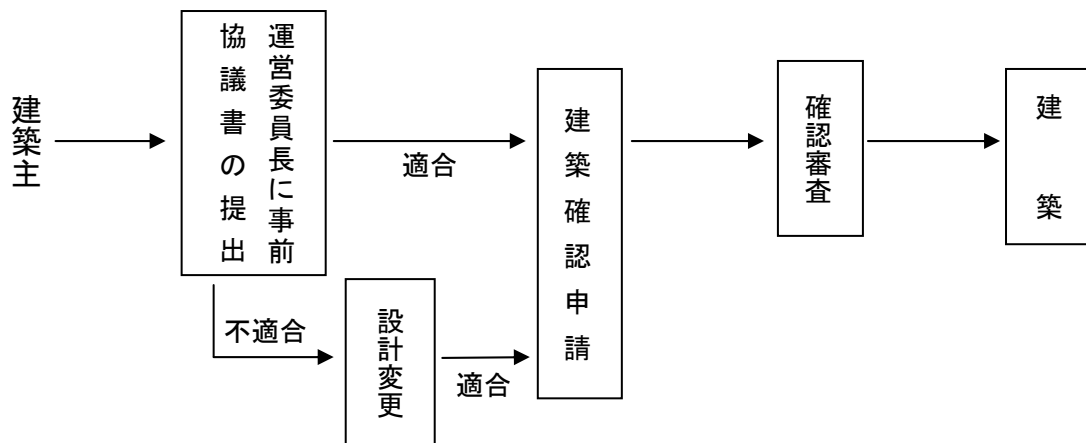 建築主
運営委員長に事前
協議書の提出
適合
不適合
設計変更
適合
建築確認申請
確認審査
建築